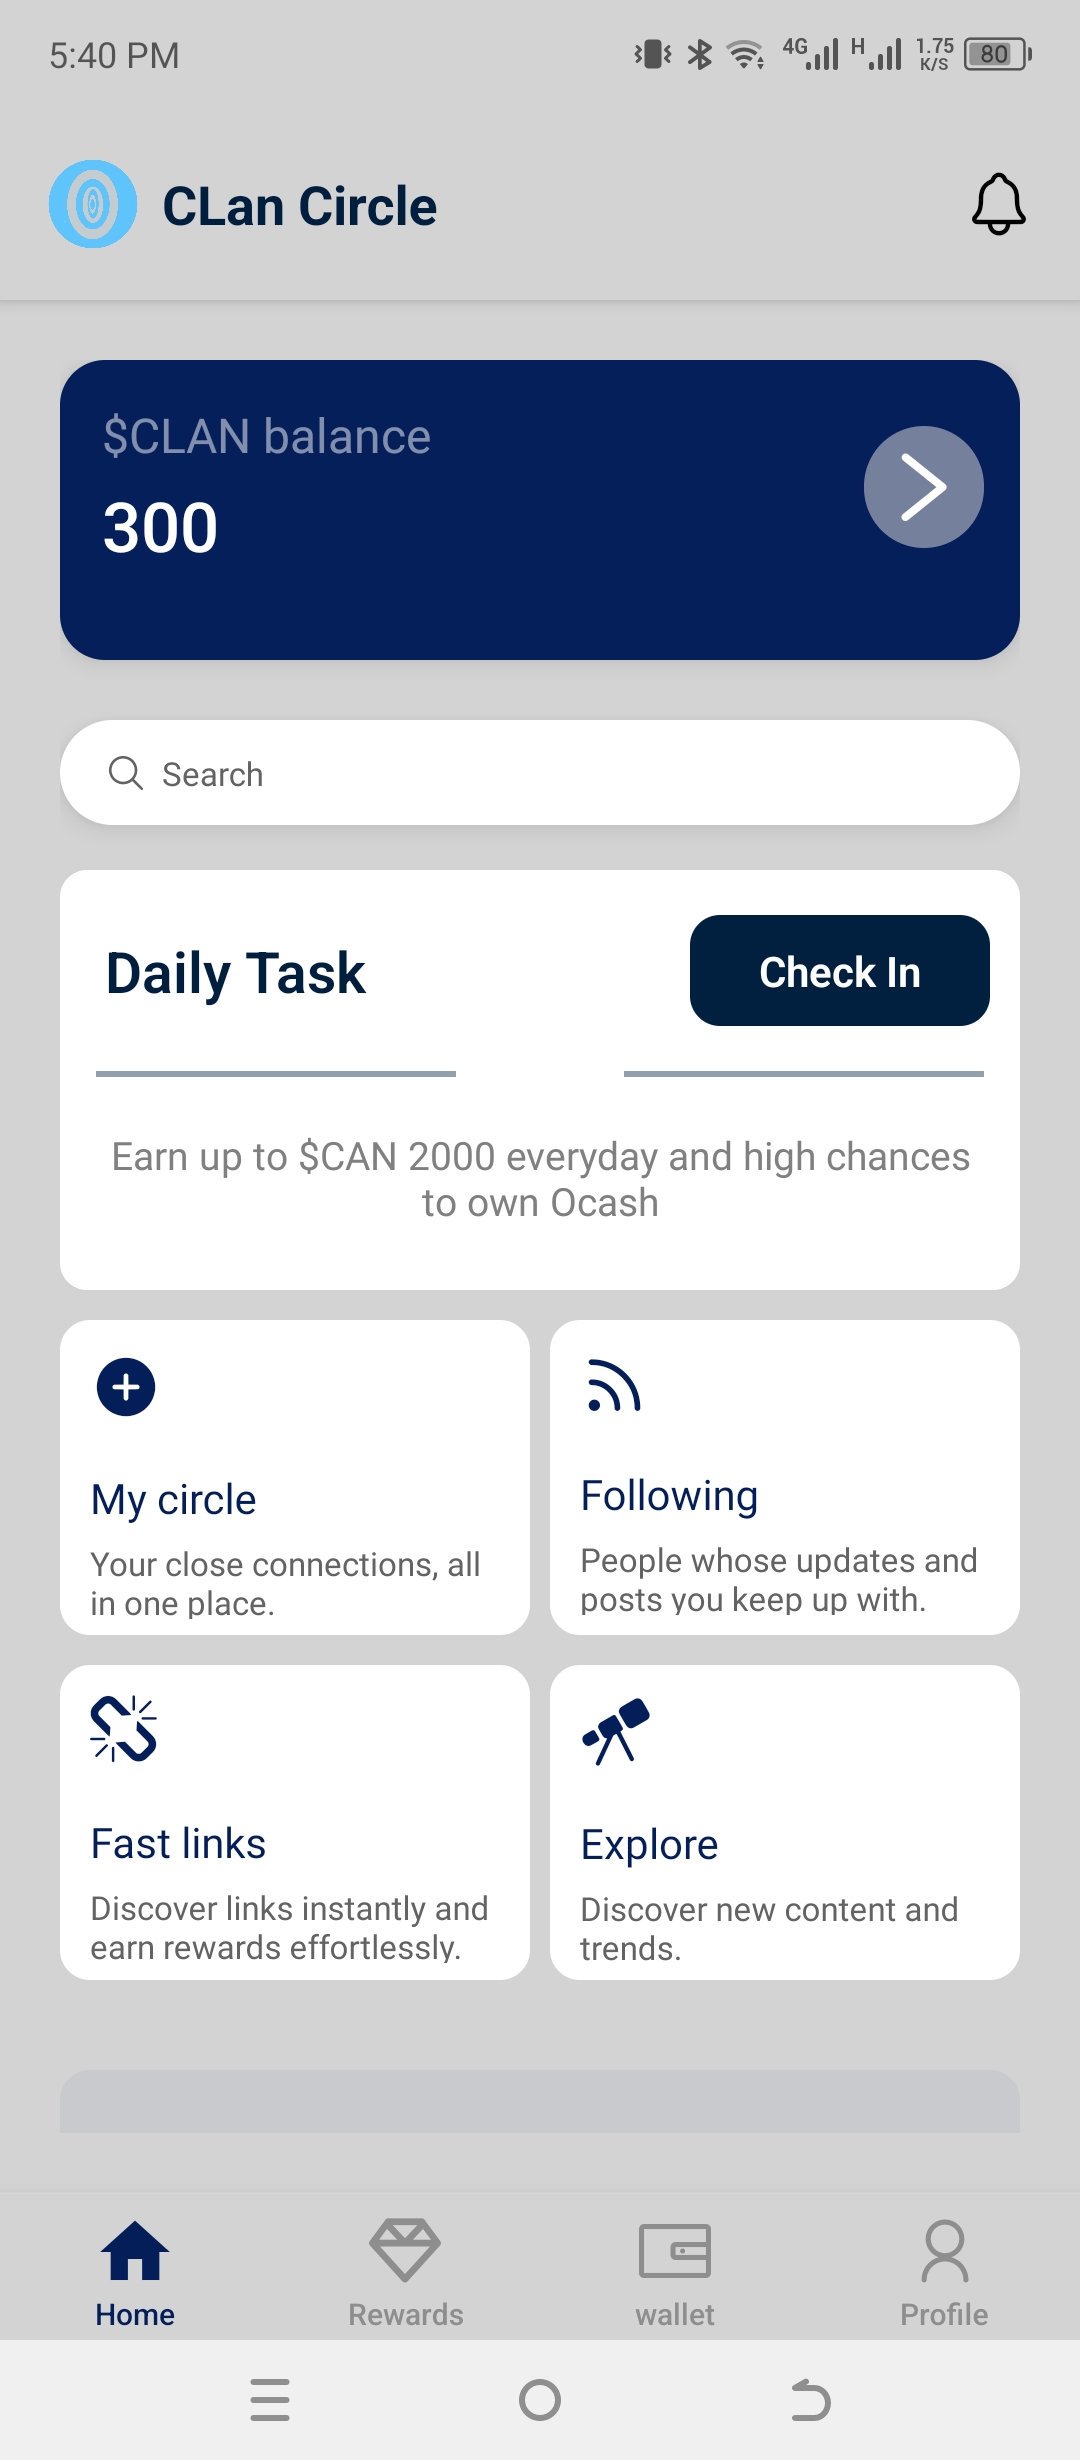 5:40 PM
4G H 1.75 K/S 80
CLan Circle
$CLAN balance
300
Search
Daily Task
Check In
Earn up to $CAN 2000 everyday and high chances
to own Ocash
My circle
Your close connections, all
in one place.
Following
People whose updates and
posts you keep up with.
Fast links
Discover links instantly and
earn rewards effortlessly.
Explore
Discover new content and
trends.
Home
Rewards
wallet
Profile